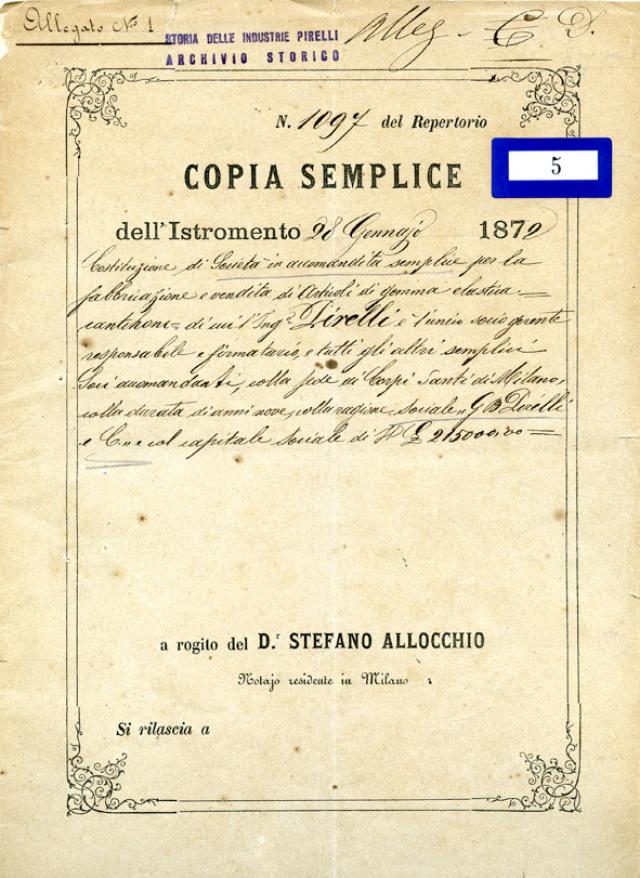 Allegato N° 1
STORIA DELLE INDUSTRIE PIRELLI
ARCHIVIO STORICO
Alleg - C D.
N. 1097 del Repertorio
COPIA SEMPLICE
5
dell'Istromento 28 Gennajo 1872
Costituzione di Società in accomandita semplice per la
fabbricazione e vendita di Articoli di gomma elastica
di cui l'Ing.r Pirelli è l'unico socio gerente
responsabile e firmatario, e tutti gli altri semplici
Soci accomandanti, colla sede ai Corpi Santi di Milano,
colla durata di anni nove, colla ragione sociale "G B Pirelli
e C." e col capitale sociale di 215000,00 =
a rogito del D.r STEFANO ALLOCCHIO
Notajo residente in Milano
Si rilascia a